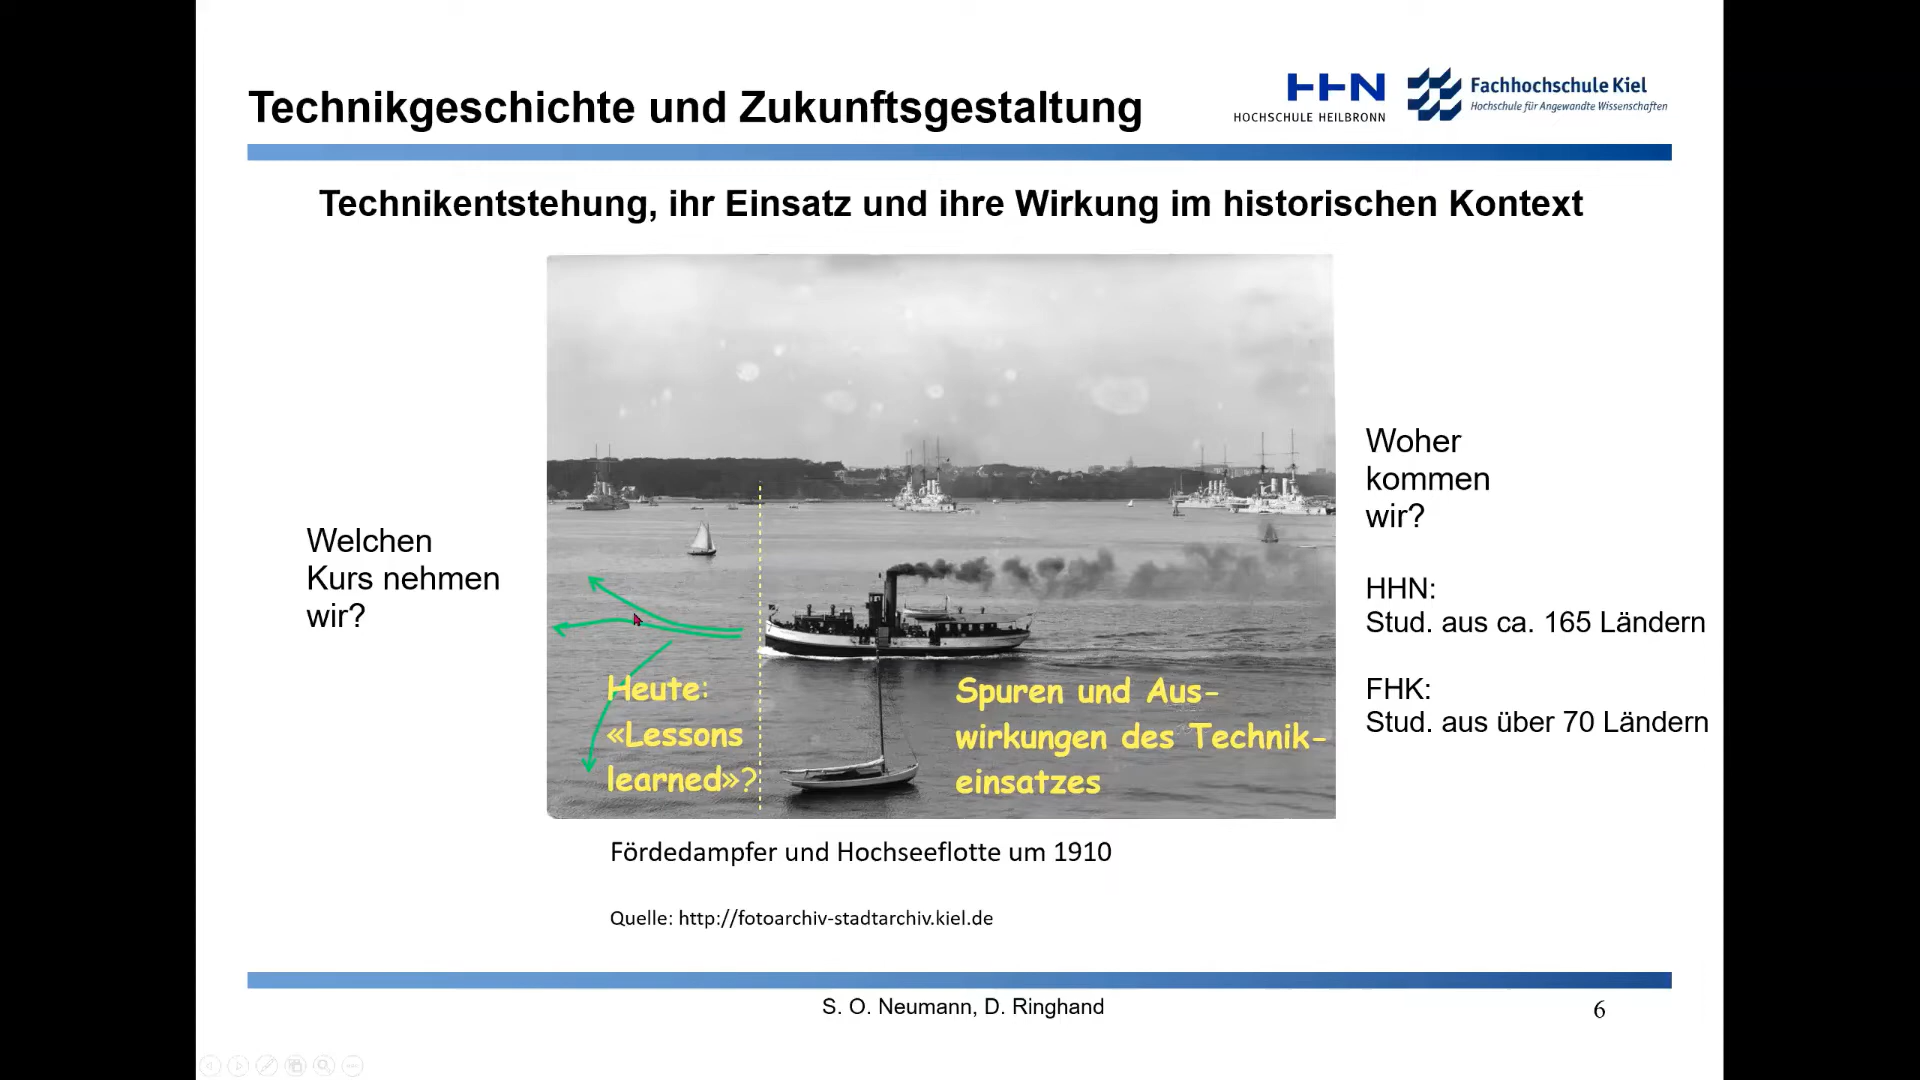 Technikgeschichte und Zukunftsgestaltung
HHN
HOCHSCHULE HEILBRONN
Fachhochschule Kiel
Hochschule für Angewandte Wissenschaften
Technikentstehung, ihr Einsatz und ihre Wirkung im historischen Kontext
Welchen
Kurs nehmen
wir?
Heute:
«Lessons
learned»?
Spuren und Aus-
wirkungen des Technik-
einsatzes
Woher
kommen
wir?
HHN:
Stud. aus ca. 165 Ländern
FHK:
Stud. aus über 70 Ländern
Fördedampfer und Hochseeflotte um 1910
Quelle: http://fotoarchiv-stadtarchiv.kiel.de
S. O. Neumann, D. Ringhand
6